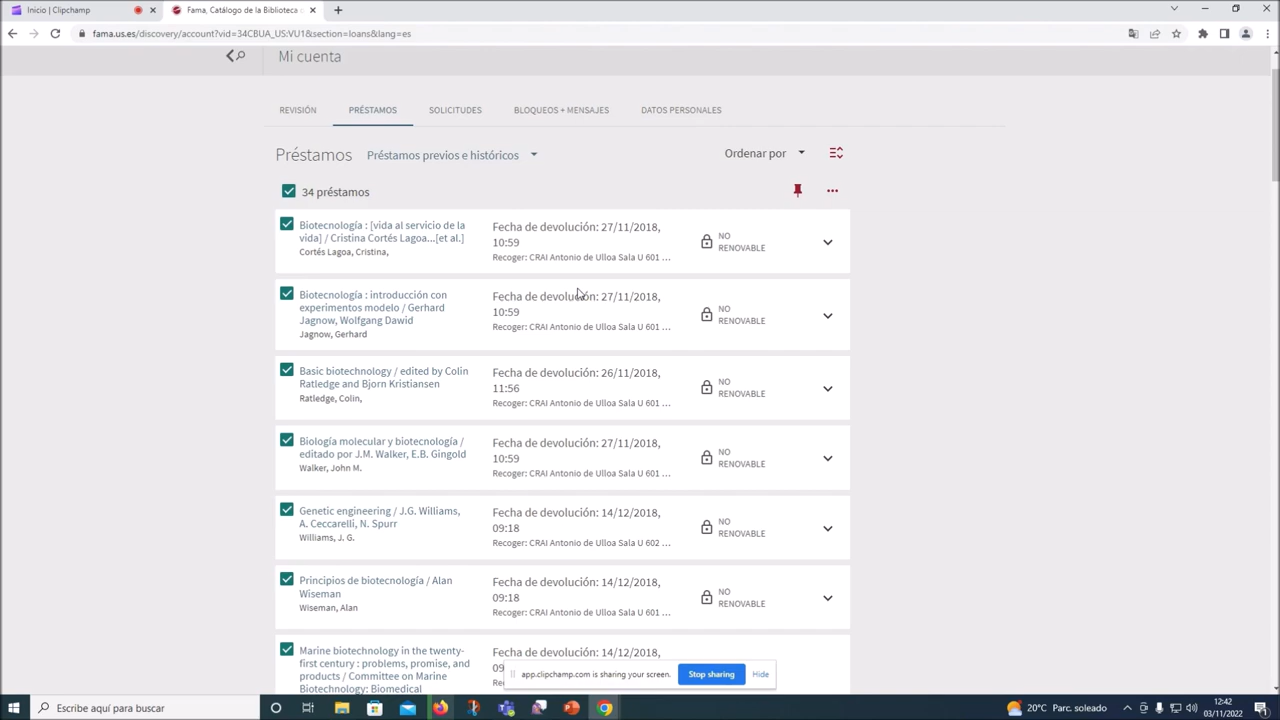 Inicio | Clipchamp
Fama, Catálogo de la Biblioteca
fama.us.es/discovery/account?vid=34CBUA_US:VU1&section=loans&lang=es
Mi cuenta
REVISIÓN PRÉSTAMOS SOLICITUDES BLOQUEOS + MENSAJES DATOS PERSONALES
Préstamos Préstamos previos e históricos Ordenar por
34 préstamos
Biotecnología : [vida al servicio de la
vida] / Cristina Cortés Lagoa...[et al.]
Cortés Lagoa, Cristina,
Fecha de devolución: 27/11/2018,
10:59
Recoger: CRAI Antonio de Ulloa Sala U 601 ...
NO
RENOVABLE
Biotecnología : introducción con
experimentos modelo / Gerhard
Jagnow, Wolfgang Dawid
Jagnow, Gerhard
Fecha de devolución: 27/11/2018,
10:59
Recoger: CRAI Antonio de Ulloa Sala U 601 ...
NO
RENOVABLE
Basic biotechnology / edited by Colin
Ratledge and Bjorn Kristiansen
Ratledge, Colin,
Fecha de devolución: 26/11/2018,
11:56
Recoger: CRAI Antonio de Ulloa Sala U 601 ...
NO
RENOVABLE
Biología molecular y biotecnología /
editado por J.M. Walker, E.B. Gingold
Walker, John M.
Fecha de devolución: 27/11/2018,
10:59
Recoger: CRAI Antonio de Ulloa Sala U 601 ...
NO
RENOVABLE
Genetic engineering / J.G. Williams,
A. Ceccarelli, N. Spurr
Williams, J. G.
Fecha de devolución: 14/12/2018,
09:18
Recoger: CRAI Antonio de Ulloa Sala U 602 ...
NO
RENOVABLE
Principios de biotecnología / Alan
Wiseman
Wiseman, Alan
Fecha de devolución: 14/12/2018,
09:18
Recoger: CRAI Antonio de Ulloa Sala U 601 ...
NO
RENOVABLE
Marine biotechnology in the twenty-
first century : problems, promise, and
products / Committee on Marine
Biotechnology: Biomedical
Fecha de devolución: 14/12/2018,
app.clipchamp.com is sharing your screen. Stop sharing Hide
Escribe aquí para buscar
20°C Parc. soleado
12:42
03/11/2022